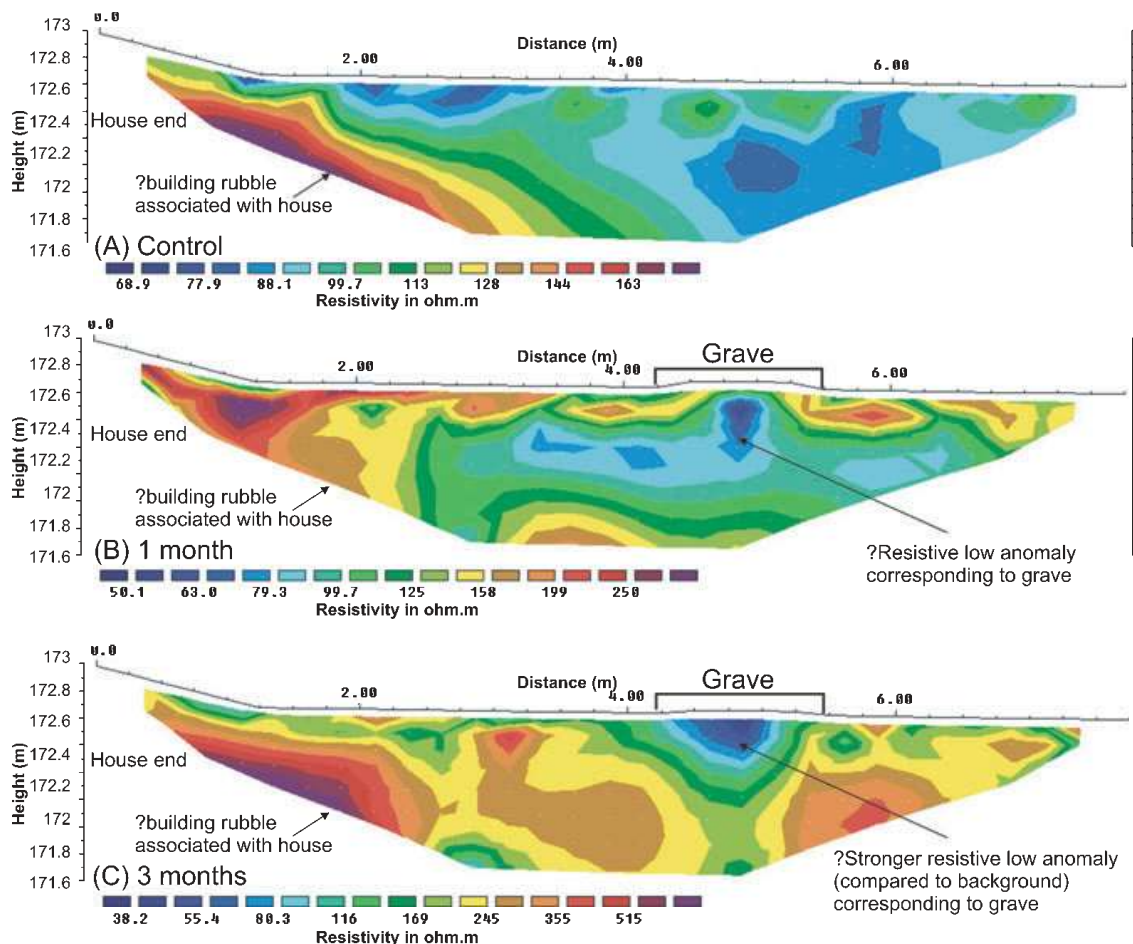 0.0
173
172.8
172.6
172.4
172.2
172
171.8
171.6
Height (m)
Distance (m)
2.00
4.00
6.00
House end
?building rubble
associated with house
(A) Control
68.9 77.9 88.1 99.7 113 128 144 163
Resistivity in ohm.m
0.0
173
172.8
172.6
172.4
172.2
172
171.8
171.6
Height (m)
Distance (m)
Grave
2.00
4.00
6.00
House end
?building rubble
associated with house
?Resistive low anomaly
corresponding to grave
(B) 1 month
50.1 63.0 79.3 99.7 125 158 199 250
Resistivity in ohm.m
0.0
173
172.8
172.6
172.4
172.2
172
171.8
171.6
Height (m)
Distance (m)
Grave
2.00
4.00
6.00
House end
?building rubble
associated with house
?Stronger resistive low anomaly
(compared to background)
corresponding to grave
(C) 3 months
38.2 55.4 80.3 116 169 245 355 515
Resistivity in ohm.m